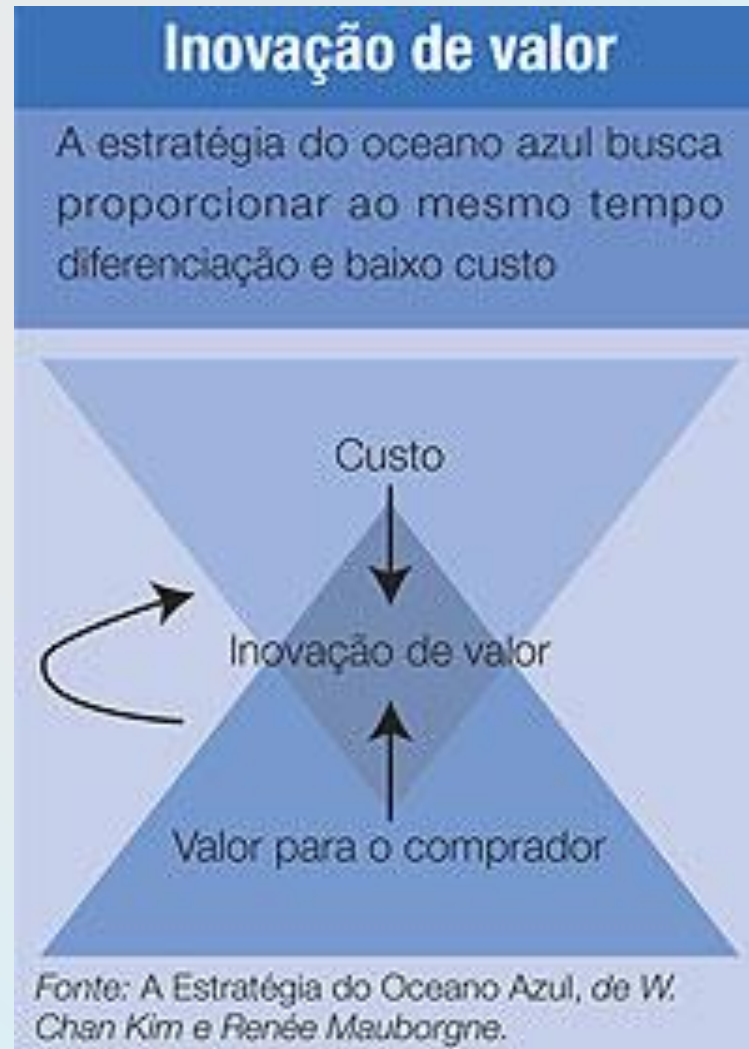 Inovação de valor
A estratégia do oceano azul busca
proporcionar ao mesmo tempo
diferenciação e baixo custo
Custo
Inovação de valor
Valor para o comprador
Fonte: A Estratégia do Oceano Azul, de W.
Chan Kim e Renée Mauborgne.